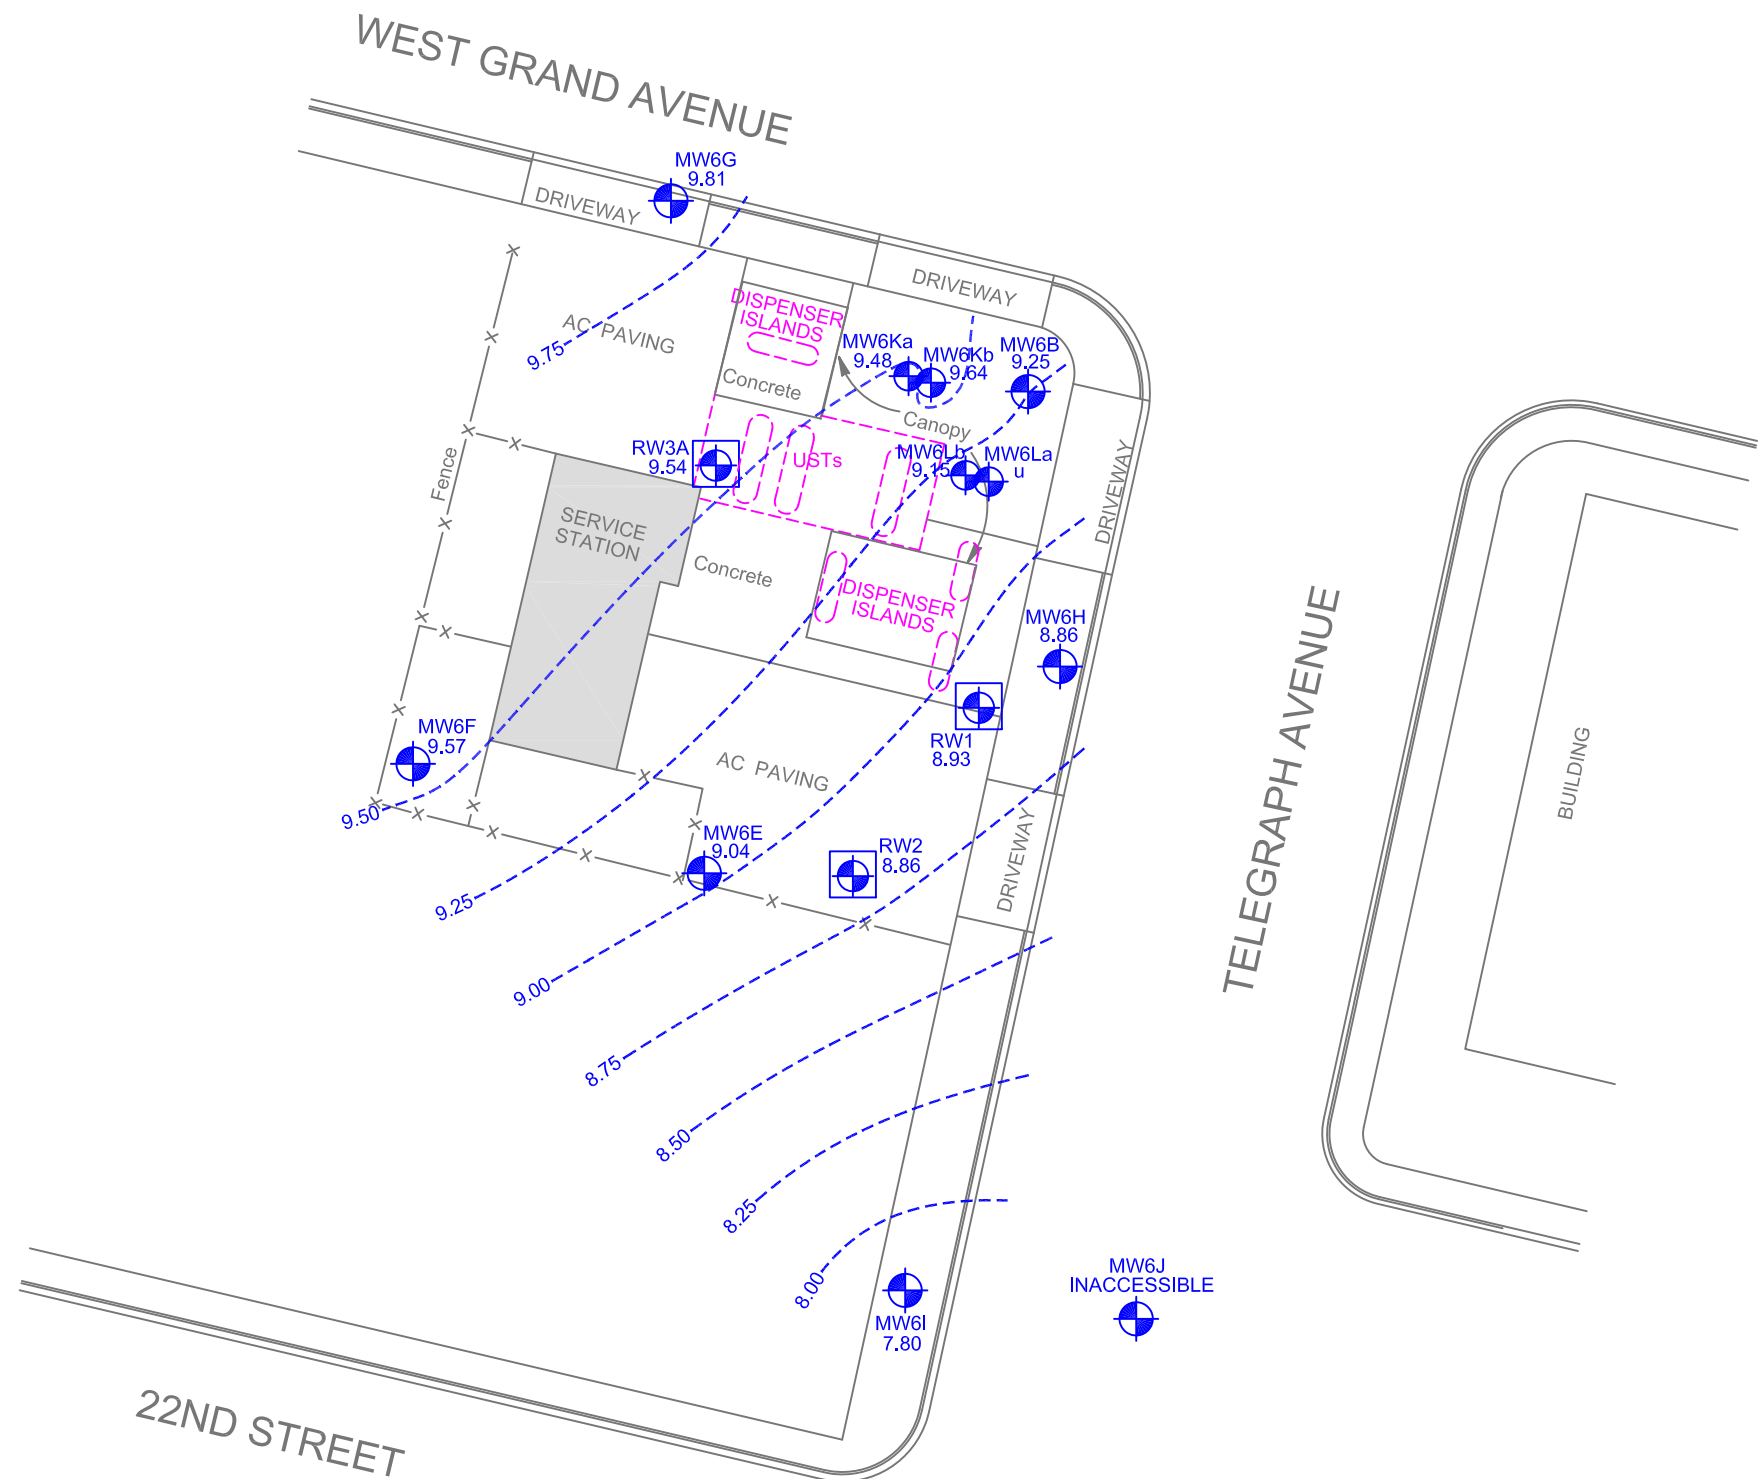 WEST GRAND AVENUE
MW6G
9.81
DRIVEWAY
DRIVEWAY
DISPENSER
ISLANDS
AC PAVING
9.75
MW6Ka
9.48
MW6Kb
9.64
MW6B
9.25
Concrete
Canopy
RW3A
9.54
USTs
MW6Lb
9.15
MW6La
u
DRIVEWAY
Fence
SERVICE
STATION
Concrete
DISPENSER
ISLANDS
MW6H
8.86
TELEGRAPH AVENUE
BUILDING
MW6F
9.57
RW1
8.93
AC PAVING
9.50
MW6E
9.04
RW2
8.86
DRIVEWAY
9.25
9.00
8.75
8.50
8.25
8.00
MW6J
INACCESSIBLE
MW6I
7.80
22ND STREET